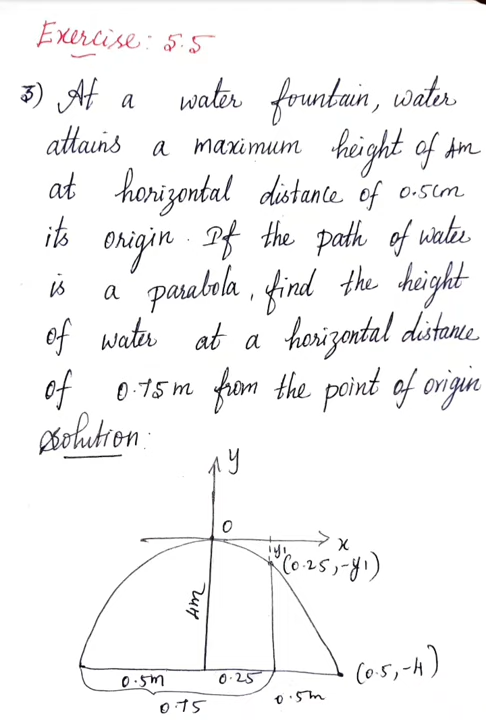 Exercise: 5.5
3) At a water fountain, water
attains a maximum height of 4m
at horizontal distance of 0.5cm
its origin. If the path of water
is a parabola, find the height
of water at a horizontal distance
of 0.75m from the point of origin
Solution:
y
O
x
y1
(0.25, -y1)
4m
0.5m
0.25
(0.5, -4)
0.75
0.5m